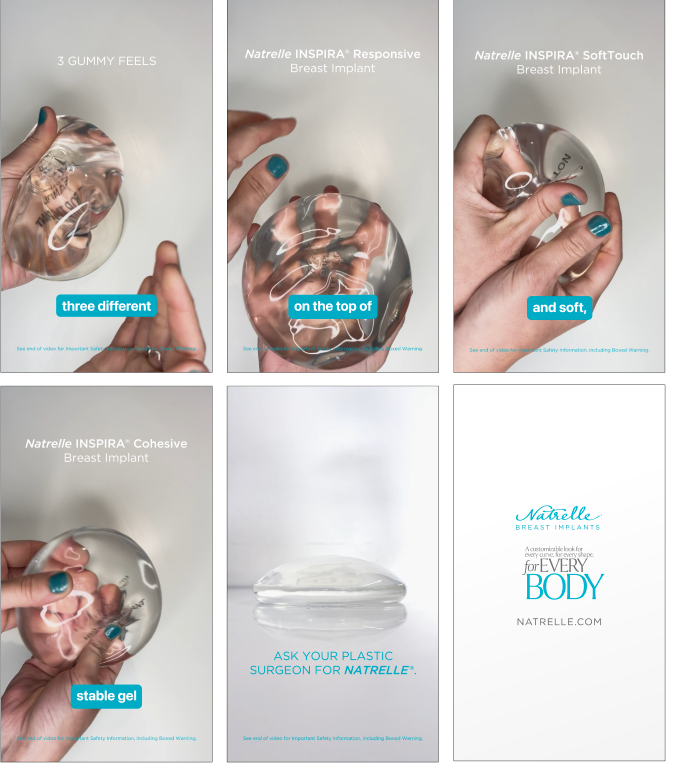 3 GUMMY FEELS
three different
See end of video for Important Safety Information, Including Boxed Warning.
Natrelle INSPIRA® Responsive
Breast Implant
on the top of
See end of video for Important Safety Information, Including Boxed Warning.
Natrelle INSPIRA® SoftTouch
Breast Implant
and soft,
See end of video for Important Safety Information, Including Boxed Warning.
Natrelle INSPIRA® Cohesive
Breast Implant
stable gel
See end of video for Important Safety Information, Including Boxed Warning.
ASK YOUR PLASTIC
SURGEON FOR NATRELLE®.
See end of video for Important Safety Information, Including Boxed Warning.
Natrelle
BREAST IMPLANTS
A customizable look for
every curve, for every shape.
for EVERY
BODY
NATRELLE.COM